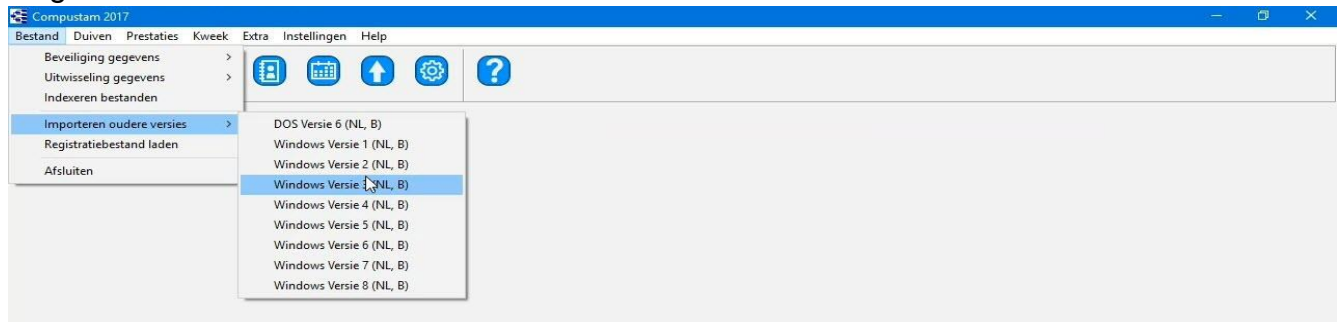 Compustam 2017
Bestand Duiven Prestaties Kweek Extra Instellingen Help
Beveiliging gegevens >
Uitwisseling gegevens >
Indexeren bestanden
Importeren oudere versies >
Registratiebestand laden
Afsluiten
DOS Versie 6 (NL, B)
Windows Versie 1 (NL, B)
Windows Versie 2 (NL, B)
Windows Versie 3 (NL, B)
Windows Versie 4 (NL, B)
Windows Versie 5 (NL, B)
Windows Versie 6 (NL, B)
Windows Versie 7 (NL, B)
Windows Versie 8 (NL, B)